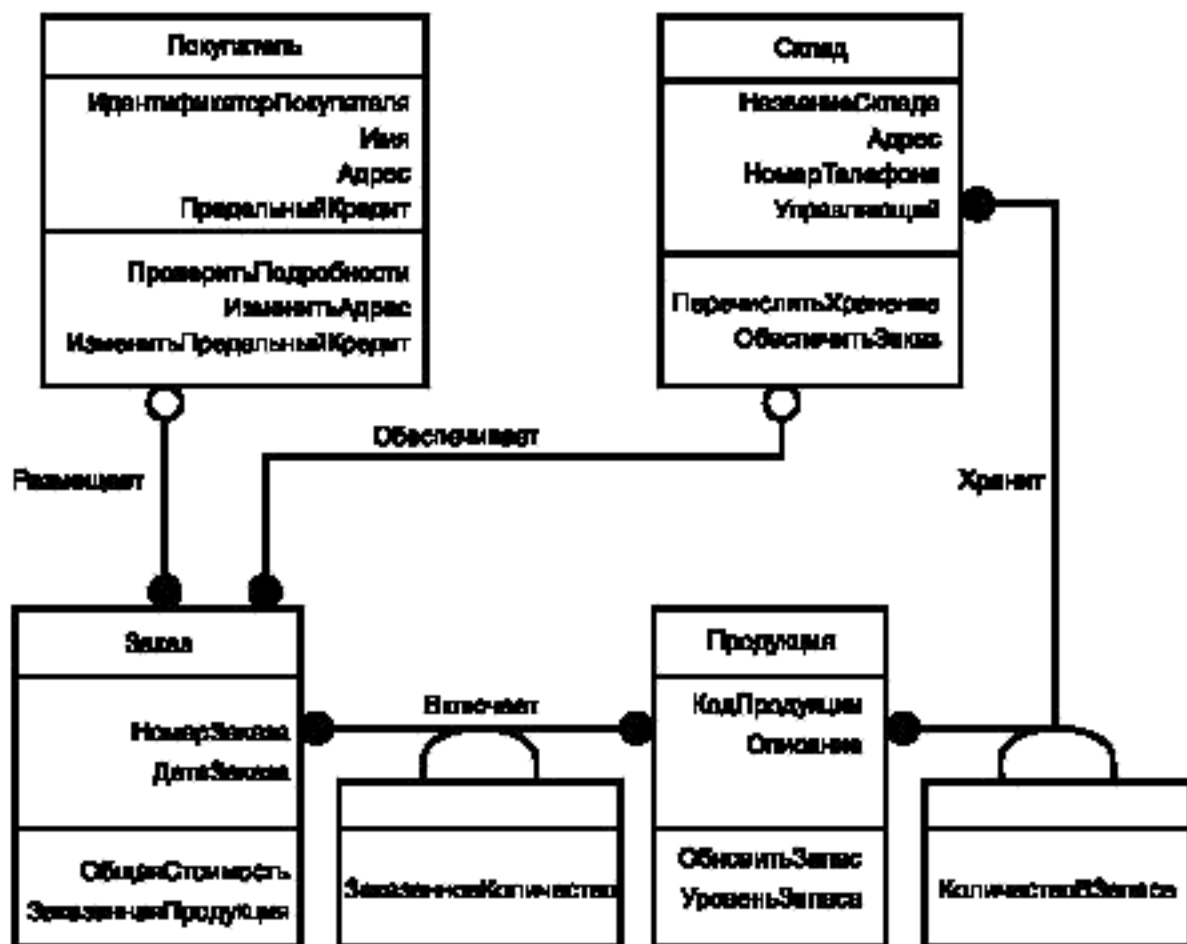 Покупатель
ИдентификаторПокупателя
Имя
Адрес
ПредельныйКредит
ПроверитьПодробности
ИзменитьАдрес
ИзменитьПредельныйКредит
Склад
НазваниеСклада
Адрес
НомерТелефона
Управляющий
ПеречислитьХранение
ОбеспечитьЗаказ
Обеспечивает
Размещает
Хранит
Заказ
НомерЗаказа
ДатаЗаказа
ОбщаяСтоимость
ЗаказаннаяПродукция
Включает
ЗаказанноеКоличество
Продукция
КодПродукции
Описание
ОбновитьЗапас
УровеньЗапаса
КоличествоВЗапасе